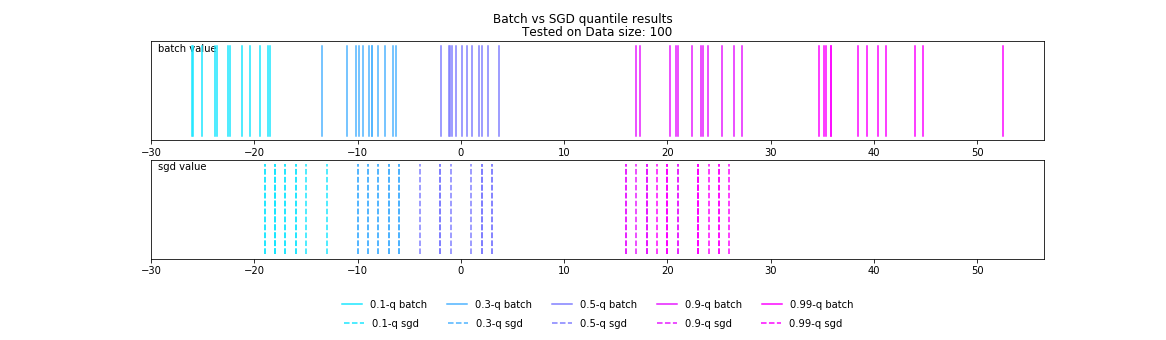 Batch vs SGD quantile results
Tested on Data size: 100
batch value
−30 −20 −10 0 10 20 30 40 50
sgd value
−30 −20 −10 0 10 20 30 40 50
0.1-q batch 0.3-q batch 0.5-q batch 0.9-q batch 0.99-q batch
0.1-q sgd 0.3-q sgd 0.5-q sgd 0.9-q sgd 0.99-q sgd